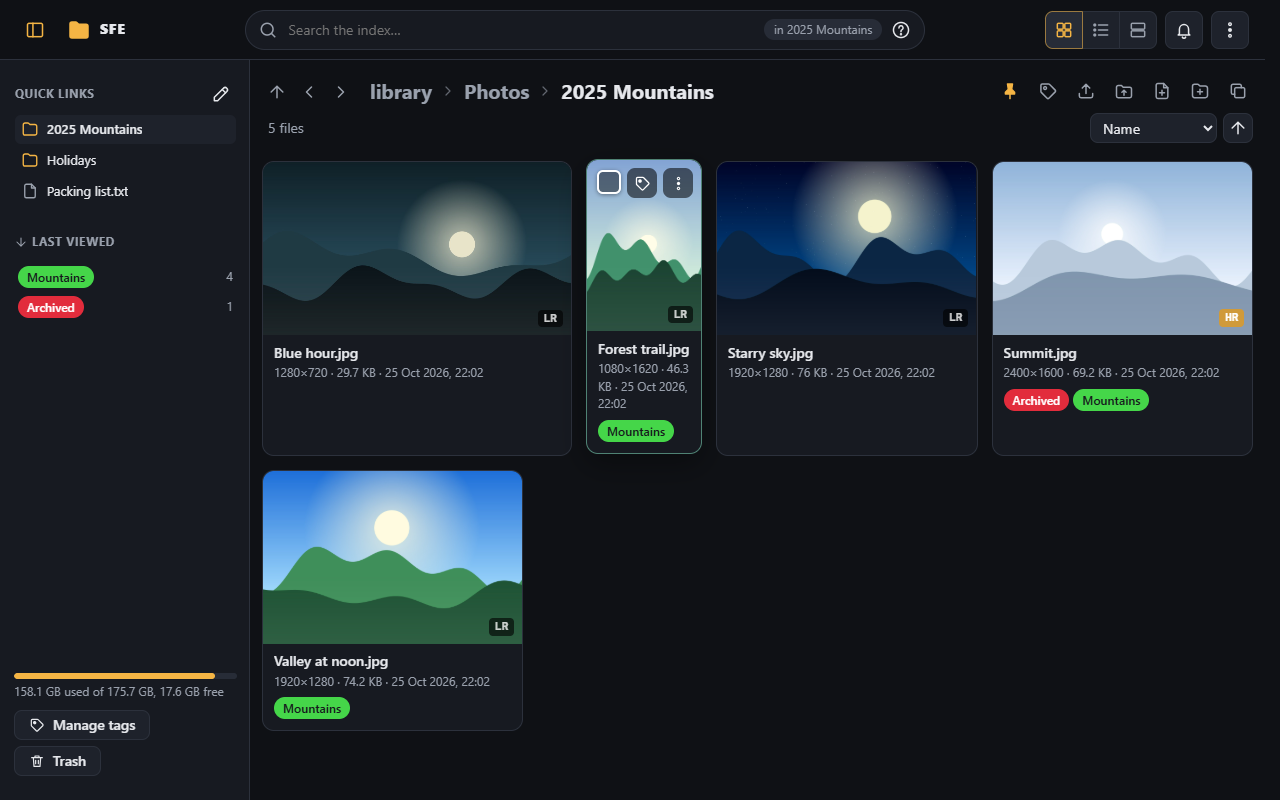 SFE
Search the index...
in 2025 Mountains
QUICK LINKS
2025 Mountains
Holidays
Packing list.txt
LAST VIEWED
Mountains 4
Archived 1
158.1 GB used of 175.7 GB, 17.6 GB free
Manage tags
Trash
library
Photos
2025 Mountains
5 files
Name
LR
Blue hour.jpg
1280×720 · 29.7 KB · 25 Oct 2026, 22:02
LR
Forest trail.jpg
1080×1620 · 46.3
KB · 25 Oct 2026,
22:02
Mountains
LR
Starry sky.jpg
1920×1280 · 76 KB · 25 Oct 2026, 22:02
HR
Summit.jpg
2400×1600 · 69.2 KB · 25 Oct 2026, 22:02
Archived Mountains
LR
Valley at noon.jpg
1920×1280 · 74.2 KB · 25 Oct 2026, 22:02
Mountains